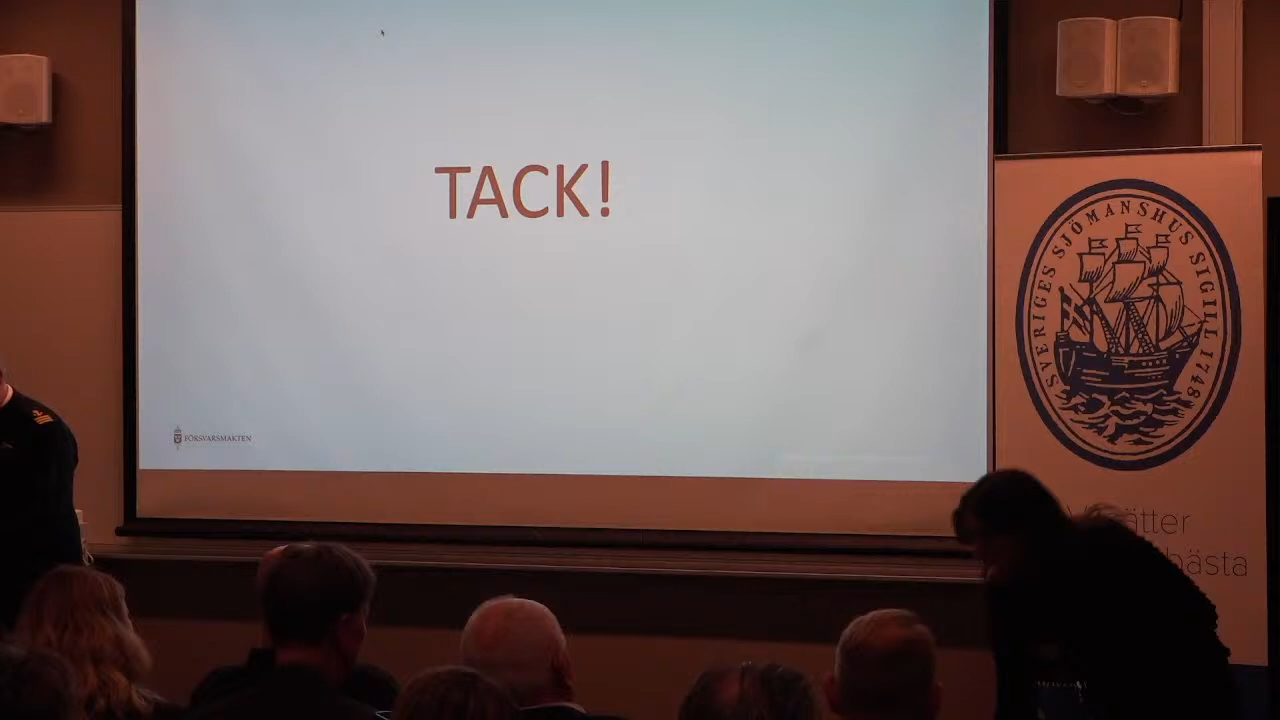 TACK!
FÖRSVARSMAKTEN
SVERIGES SJÖMANSHUS SIGILL 1748
ätter
bästa